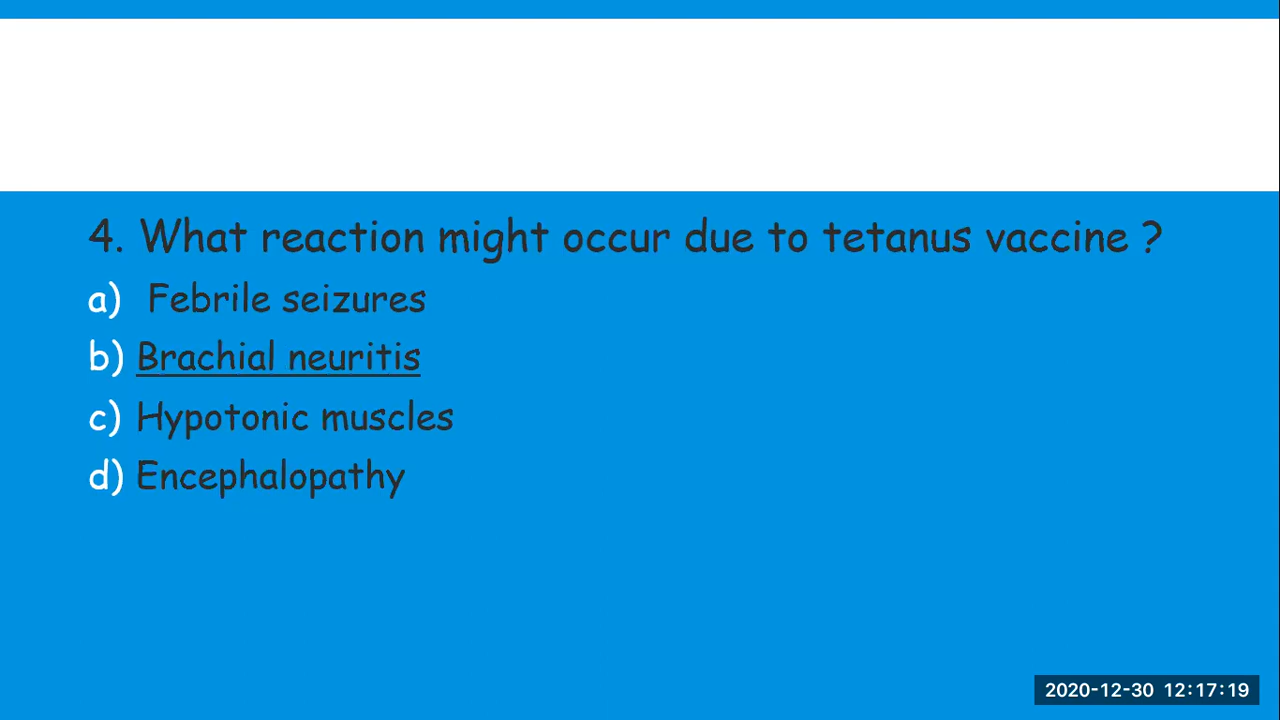 4. What reaction might occur due to tetanus vaccine ?
a) Febrile seizures
b) Brachial neuritis
c) Hypotonic muscles
d) Encephalopathy
2020-12-30 12:17:19